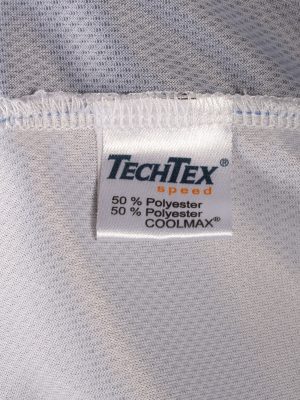 TECHTEX®
speed
50 % Polyester
50 % Polyester
COOLMAX®